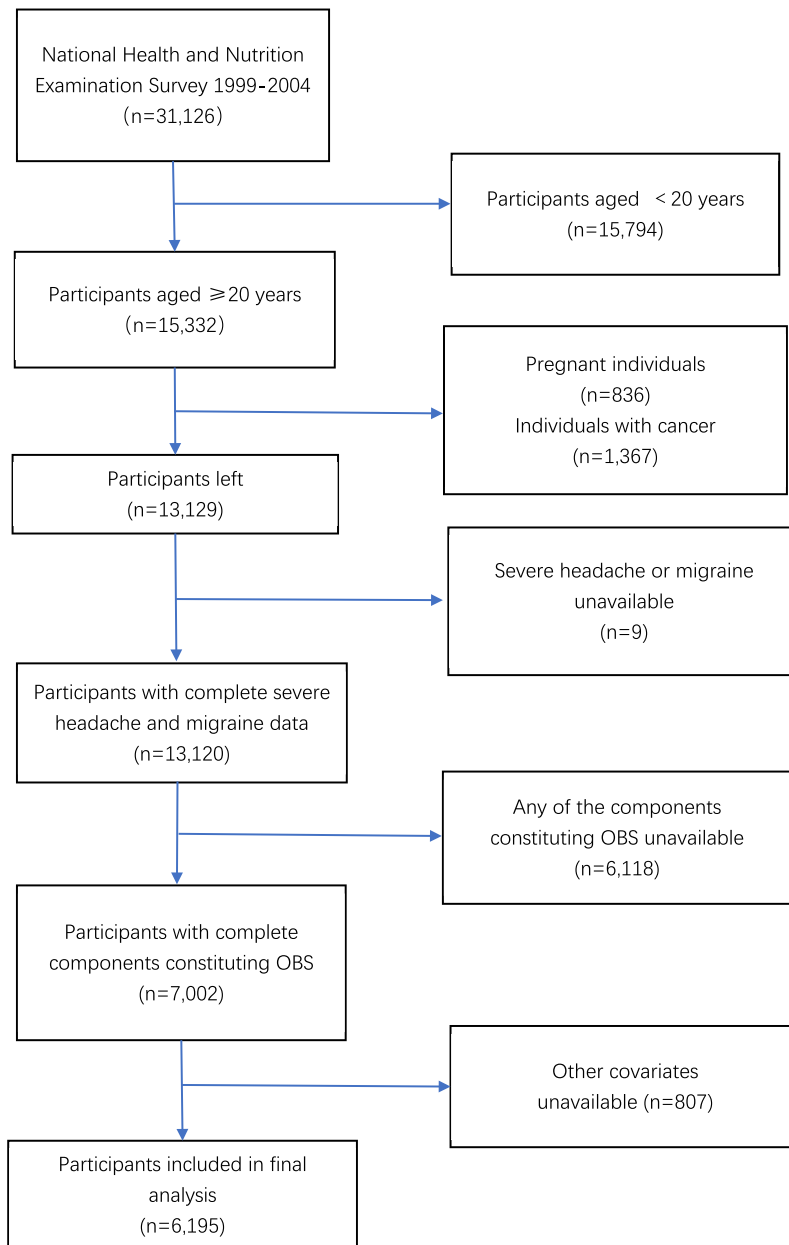 National Health and Nutrition
Examination Survey 1999-2004
(n=31,126)
Participants aged < 20 years
(n=15,794)
Participants aged ≥20 years
(n=15,332)
Pregnant individuals
(n=836)
Individuals with cancer
(n=1,367)
Participants left
(n=13,129)
Severe headache or migraine
unavailable
(n=9)
Participants with complete severe
headache and migraine data
(n=13,120)
Any of the components
constituting OBS unavailable
(n=6,118)
Participants with complete
components constituting OBS
(n=7,002)
Other covariates
unavailable (n=807)
Participants included in final
analysis
(n=6,195)